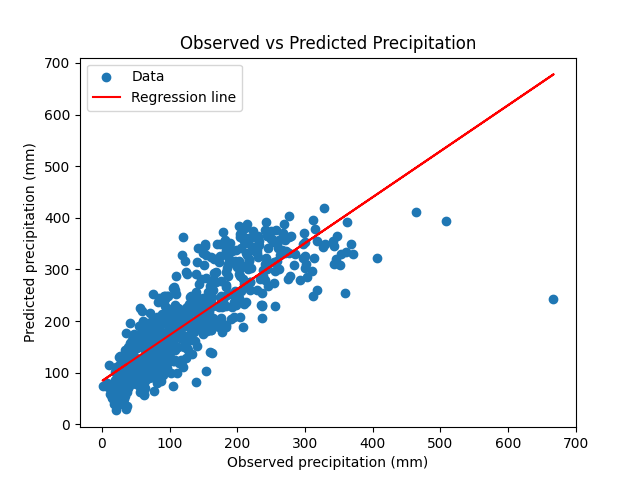 Observed vs Predicted Precipitation
Data
Regression line
Predicted precipitation (mm)
700
600
500
400
300
200
100
0
0 100 200 300 400 500 600 700
Observed precipitation (mm)